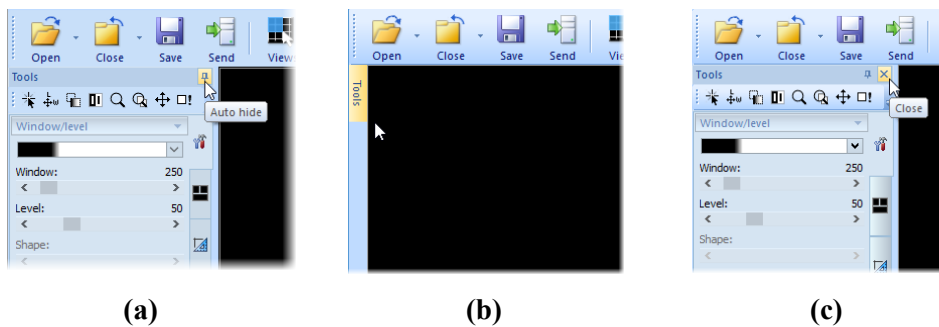 Open Close Save Send Views
Tools
Auto hide
Window/level
Window: 250
Level: 50
Shape:
(a)
Open Close Save Send Vie
Tools
(b)
Open Close Save Send
Tools
Close
Window/level
Window: 250
Level: 50
Shape:
(c)